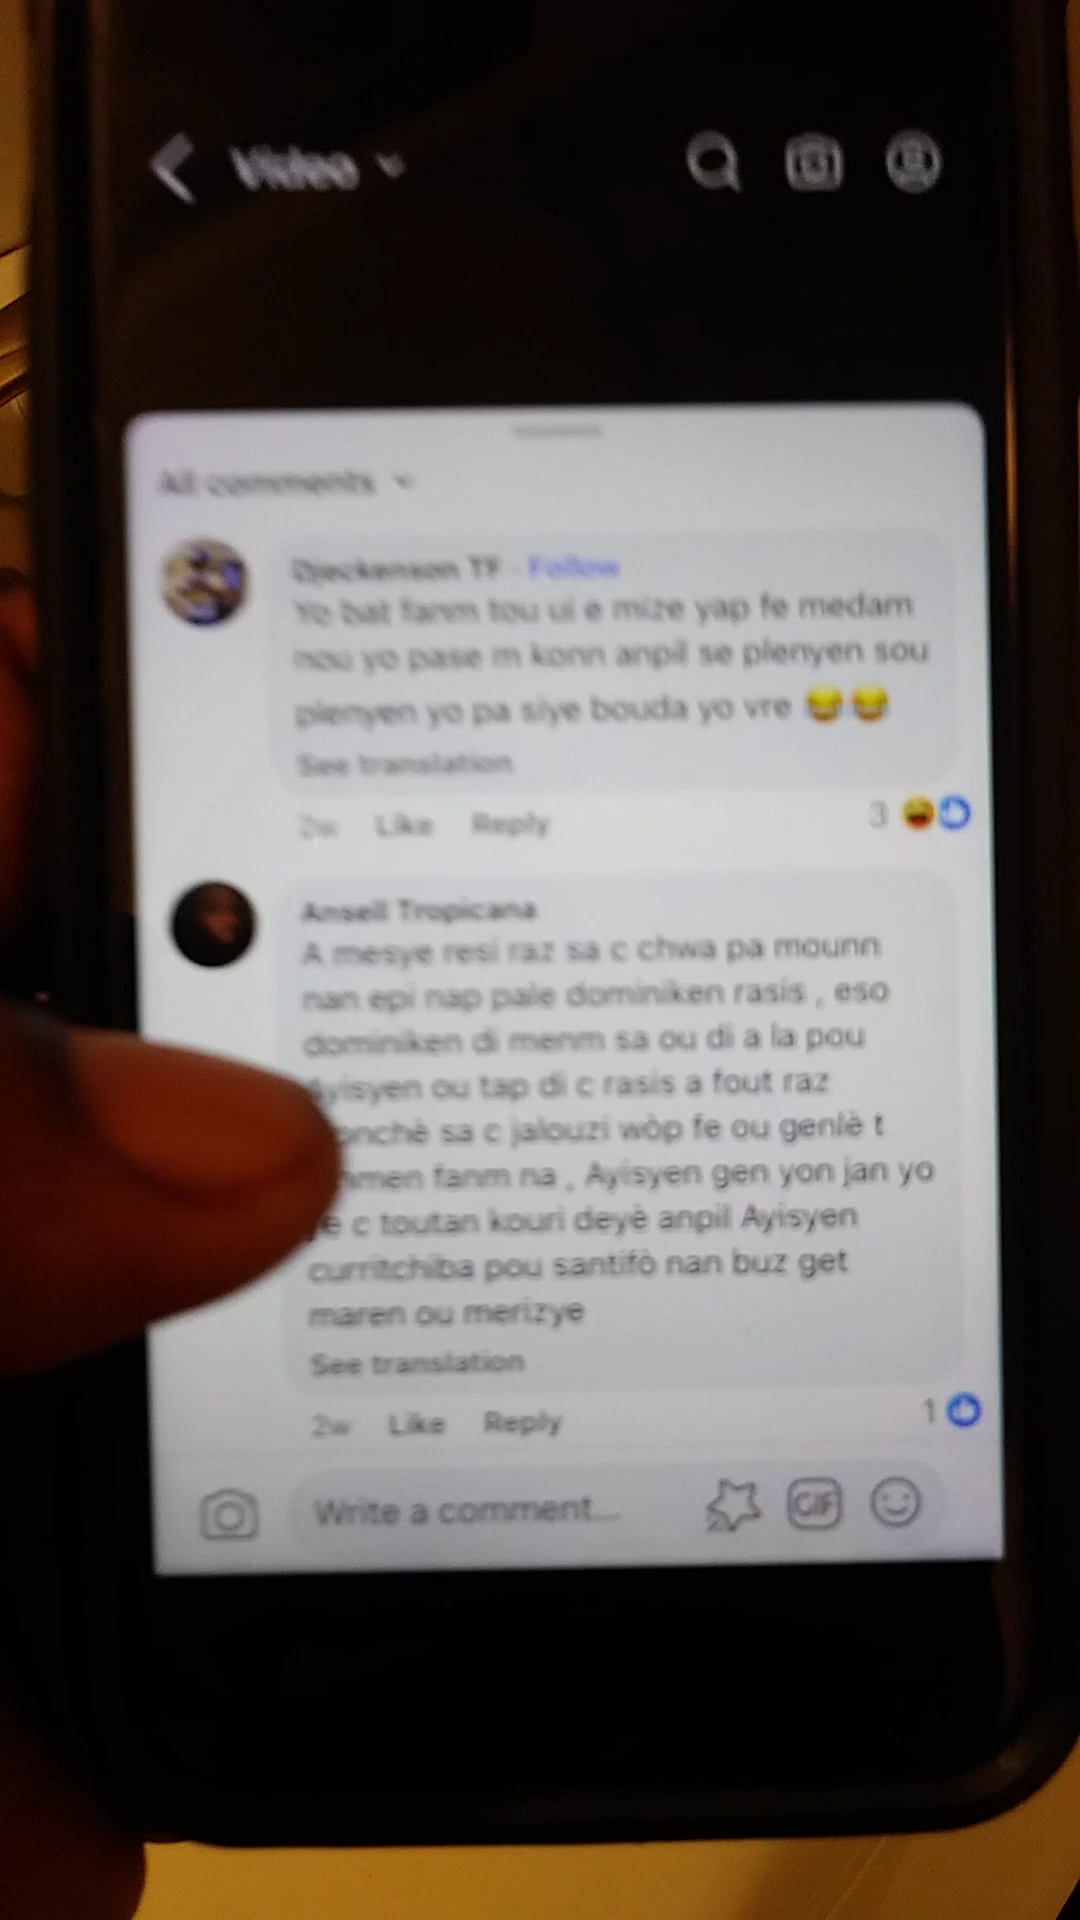 Video
All comments
Djeckenson TF · Follow
Yo bat fanm tou ui e mize yap fe medam
nou yo pase m konn anpil se plenyen sou
plenyen yo pa siye bouda yo vre 😂😂
See translation
2w Like Reply 3
Ansell Tropicana
A mesye resi raz sa c chwa pa mounn
nan epi nap pale dominiken rasis , eso
dominiken di menm sa ou di a la pou
Ayisyen ou tap di c rasis a fout raz
sa c jalouzi wòp fe ou genlè t
fanm na , Ayisyen gen yon jan yo
c toutan kouri deyè anpil Ayisyen
curritchiba pou santifò nan buz get
maren ou merizye
See translation
2w Like Reply 1
Write a comment... GIF